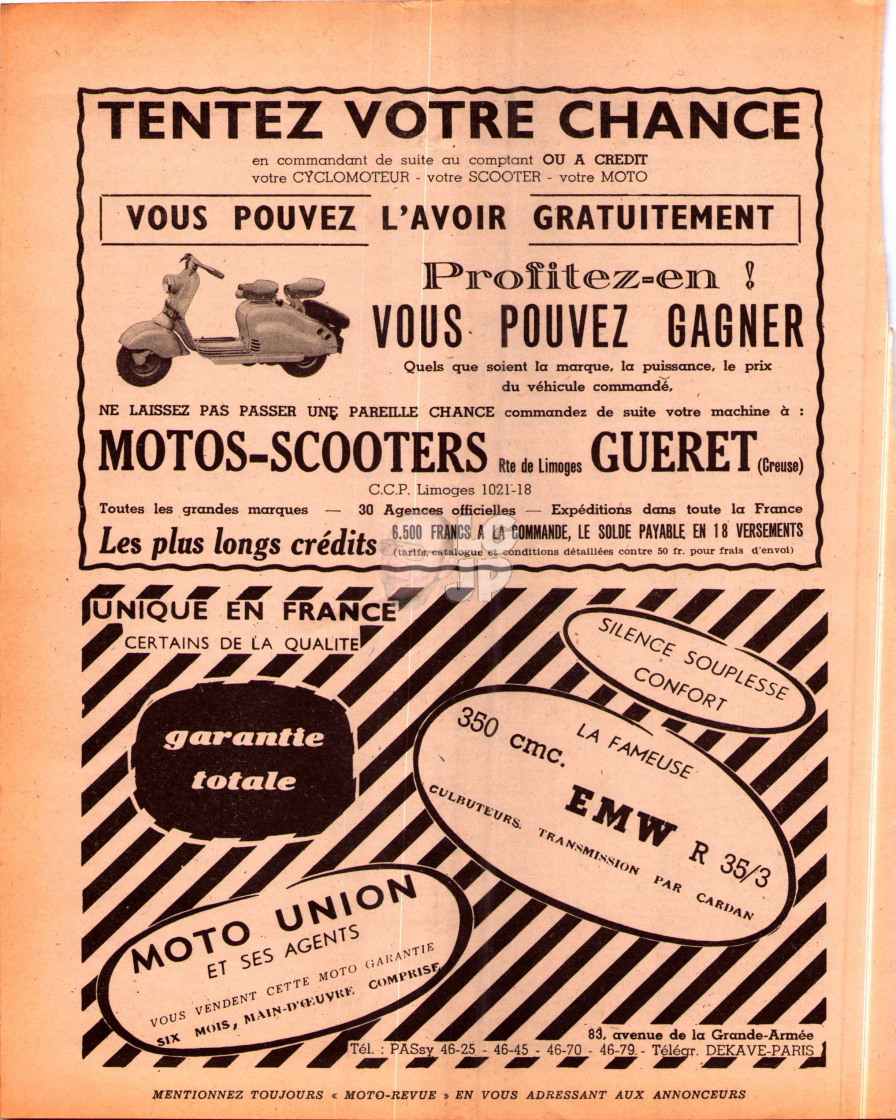 TENTEZ VOTRE CHANCE
en commandant de suite au comptant OU A CREDIT
votre CYCLOMOTEUR - votre SCOOTER - votre MOTO
VOUS POUVEZ L'AVOIR GRATUITEMENT
Profitez-en !
VOUS POUVEZ GAGNER
Quels que soient la marque, la puissance, le prix
du véhicule commandé,
NE LAISSEZ PAS PASSER UNE PAREILLE CHANCE commandez de suite votre machine à :
MOTOS-SCOOTERS Rte de Limoges GUERET (Creuse)
C.C.P. Limoges 1021-18
Toutes les grandes marques — 30 Agences officielles — Expéditions dans toute la France
Les plus longs crédits 6.500 FRANCS A LA COMMANDE, LE SOLDE PAYABLE EN 18 VERSEMENTS
(tarifs, catalogue et conditions détaillées contre 50 fr. pour frais d'envoi)
UNIQUE EN FRANCE
CERTAINS DE LA QUALITE
SILENCE SOUPLESSE
CONFORT
garantie
totale
LA FAMEUSE
350 cmc.
EMW R 35/3
CULBUTEURS. TRANSMISSION PAR CARDAN
MOTO UNION
ET SES AGENTS
VOUS VENDENT CETTE MOTO GARANTIE
SIX MOIS, MAIN-D'ŒUVRE COMPRISE
83, avenue de la Grande-Armée
Tél. : PASsy 46-25 - 46-45 - 46-70 - 46-79. - Télégr. DEKAVE-PARIS
MENTIONNEZ TOUJOURS « MOTO-REVUE » EN VOUS ADRESSANT AUX ANNONCEURS